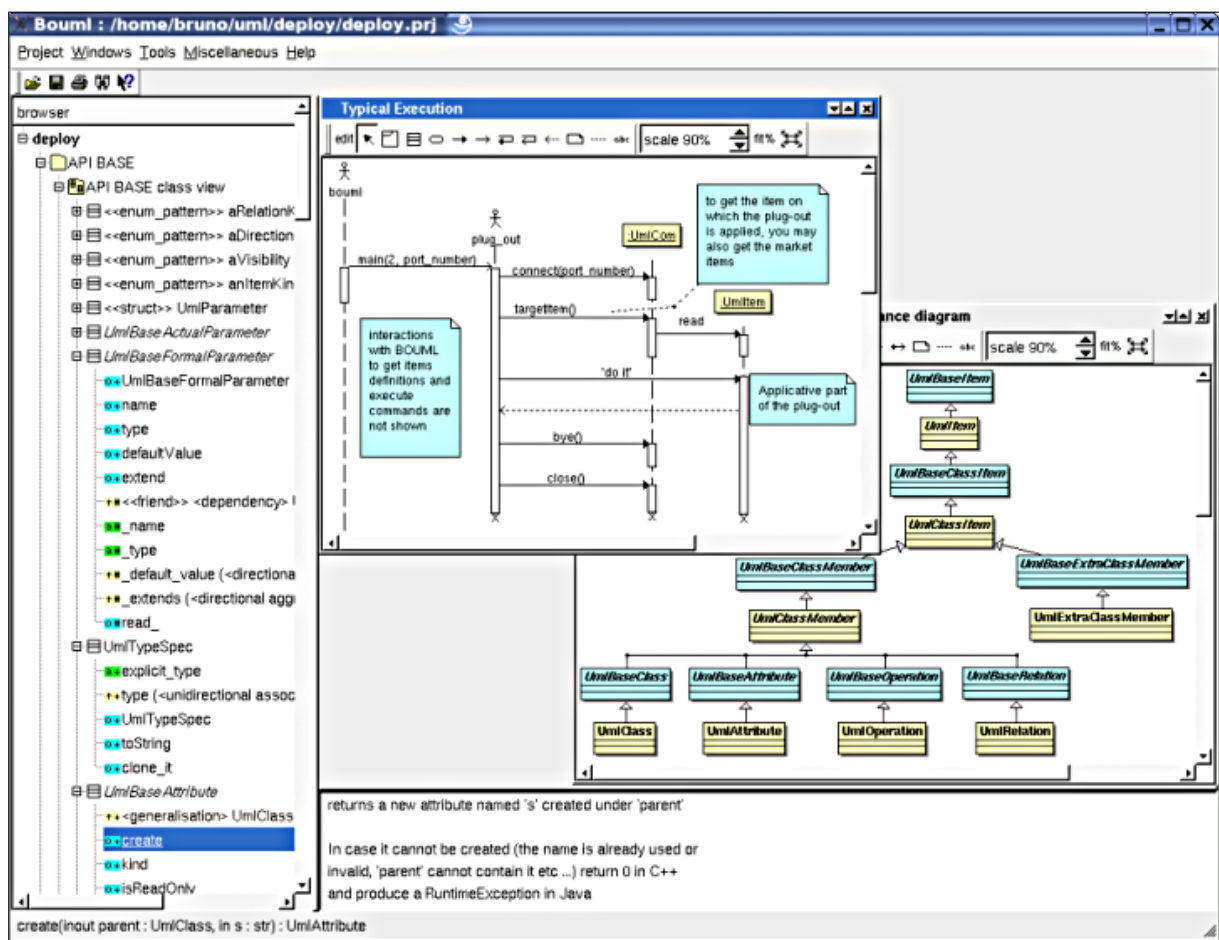 Bouml : /home/bruno/uml/deploy/deploy.prj
Project Windows Tools Miscellaneous Help
browser
deploy
API BASE
API BASE class view
<<enum_pattern>> aRelationK
<<enum_pattern>> aDirection
<<enum_pattern>> aVisibility
<<enum_pattern>> anItemKin
<<struct>> UmlParameter
UmlBaseActualParameter
UmlBaseFormalParameter
UmlBaseFormalParameter
name
type
defaultValue
extend
<<friend>> <dependency>
_name
_type
_default_value (<directiona
_extends (<directional aggr
read_
UmlTypeSpec
explicit_type
type (<unidirectional assoc
UmlTypeSpec
toString
clone_it
UmlBaseAttribute
<generalisation> UmlClass
create
kind
isReadOnly
Typical Execution
edit
abc
scale 90%
fit%
bouml
plug_out
:UmlCom
to get the item on
which the plug-out
is applied, you may
also get the market
items
main(2, port_number)
connect(port_number)
:UmlItem
targetItem()
read
interactions
with BOUML
to get items
definitions and
execute
commands are
not shown
'do it'
Applicative part
of the plug-out
bye()
close()
ance diagram
abc
scale 90%
fit%
UmlBaseItem
UmlItem
UmlBaseClassItem
UmlClassItem
UmlBaseClassMember
UmlBaseExtraClassMember
UmlClassMember
UmlExtraClassMember
UmlBaseClass
UmlBaseAttribute
UmlBaseOperation
UmlBaseRelation
UmlClass
UmlAttribute
UmlOperation
UmlRelation
returns a new attribute named 's' created under 'parent'
In case it cannot be created (the name is already used or
invalid, 'parent' cannot contain it etc ...) return 0 in C++
and produce a RuntimeException in Java
create(inout parent : UmlClass, in s : str) : UmlAttribute